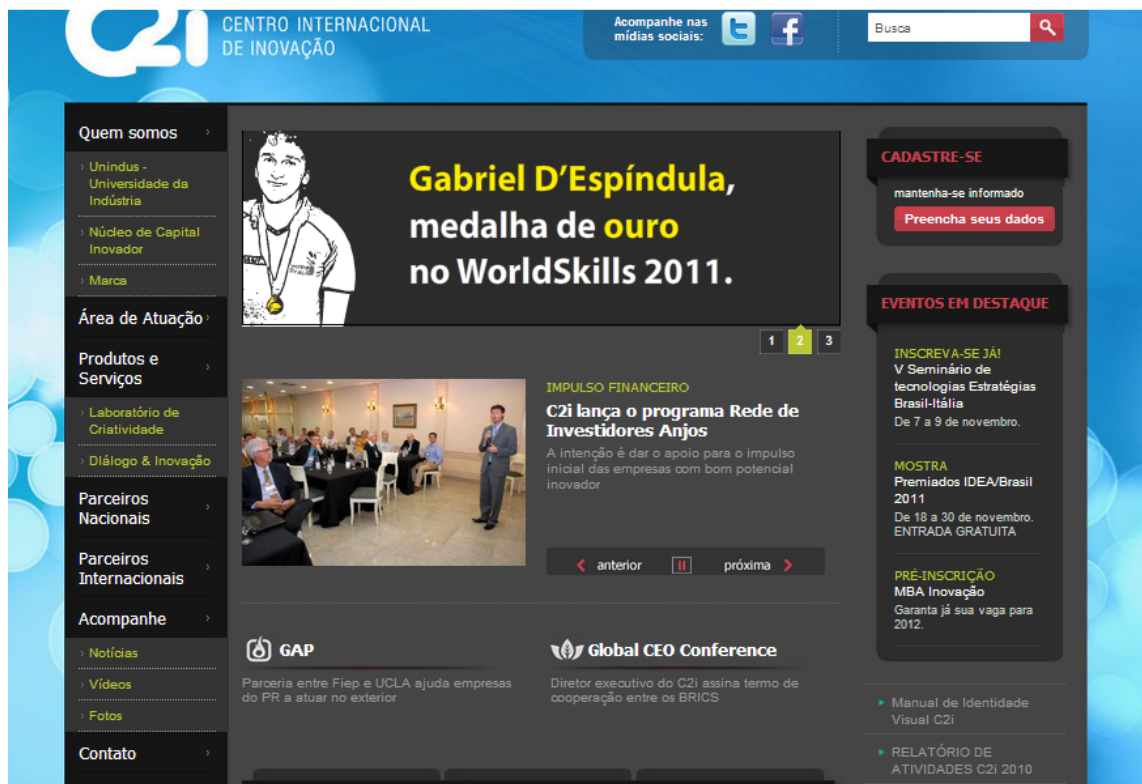 C2i
CENTRO INTERNACIONAL
DE INOVAÇÃO
Acompanhe nas
mídias sociais:
Busca
Quem somos
Unindus -
Universidade da
Indústria
Núcleo de Capital
Inovador
Marca
Área de Atuação
Produtos e
Serviços
Laboratório de
Criatividade
Diálogo & Inovação
Parceiros
Nacionais
Parceiros
Internacionais
Acompanhe
Notícias
Vídeos
Fotos
Contato
Gabriel D'Espíndula,
medalha de ouro
no WorldSkills 2011.
1 2 3
IMPULSO FINANCEIRO
C2i lança o programa Rede de
Investidores Anjos
A intenção é dar o apoio para o impulso
inicial das empresas com bom potencial
inovador
anterior próxima
GAP
Parceria entre Fiep e UCLA ajuda empresas
do PR a atuar no exterior
Global CEO Conference
Diretor executivo do C2i assina termo de
cooperação entre os BRICS
CADASTRE-SE
mantenha-se informado
Preencha seus dados
EVENTOS EM DESTAQUE
INSCREVA-SE JÁ!
V Seminário de
tecnologias Estratégias
Brasil-Itália
De 7 a 9 de novembro.
MOSTRA
Premiados IDEA/Brasil
2011
De 18 a 30 de novembro.
ENTRADA GRATUITA
PRÉ-INSCRIÇÃO
MBA Inovação
Garanta já sua vaga para
2012.
Manual de Identidade
Visual C2i
RELATÓRIO DE
ATIVIDADES C2i 2010